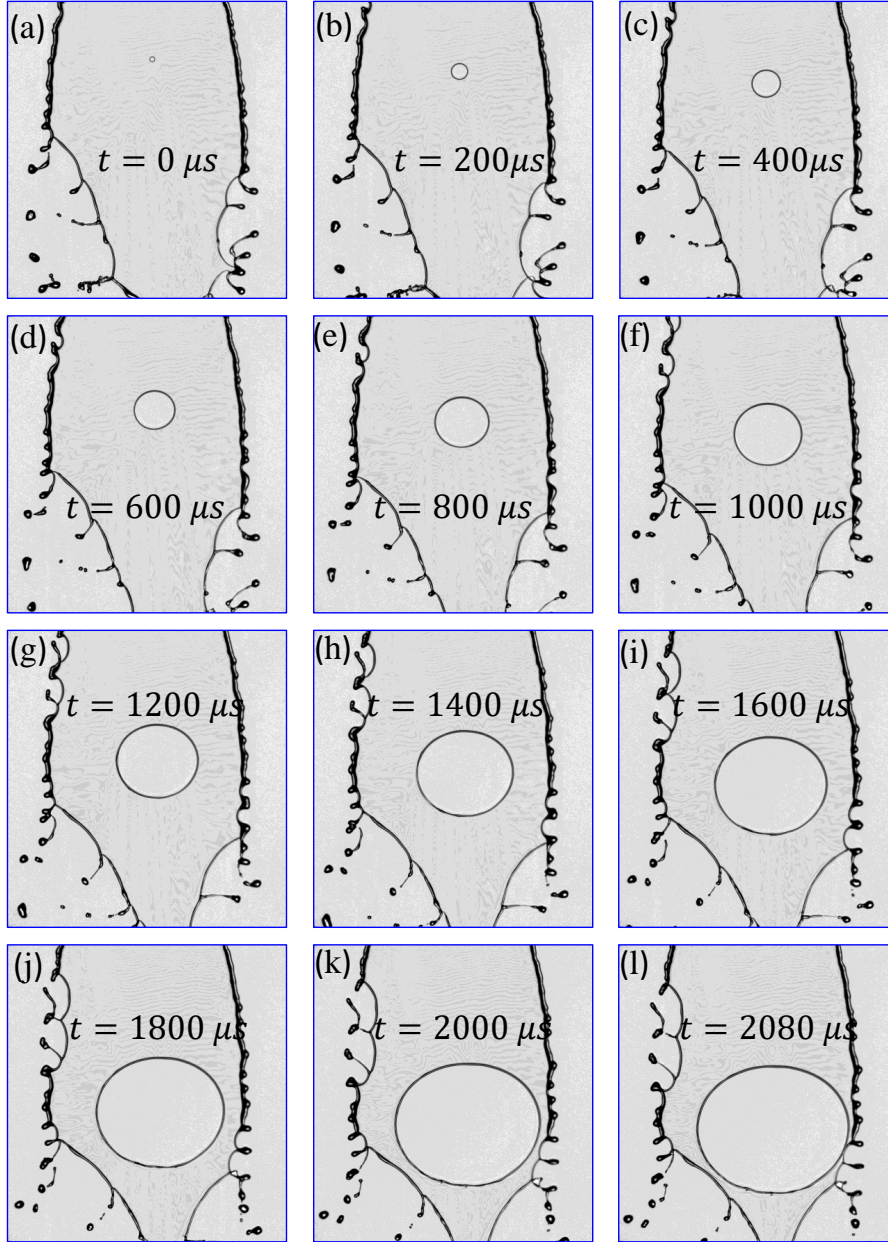 (a)
t = 0 μs
(b)
t = 200μs
(c)
t = 400μs
(d)
t = 600 μs
(e)
t = 800 μs
(f)
t = 1000 μs
(g)
t = 1200 μs
(h)
t = 1400 μs
(i)
t = 1600 μs
(j)
t = 1800 μs
(k)
t = 2000 μs
(l)
t = 2080 μs